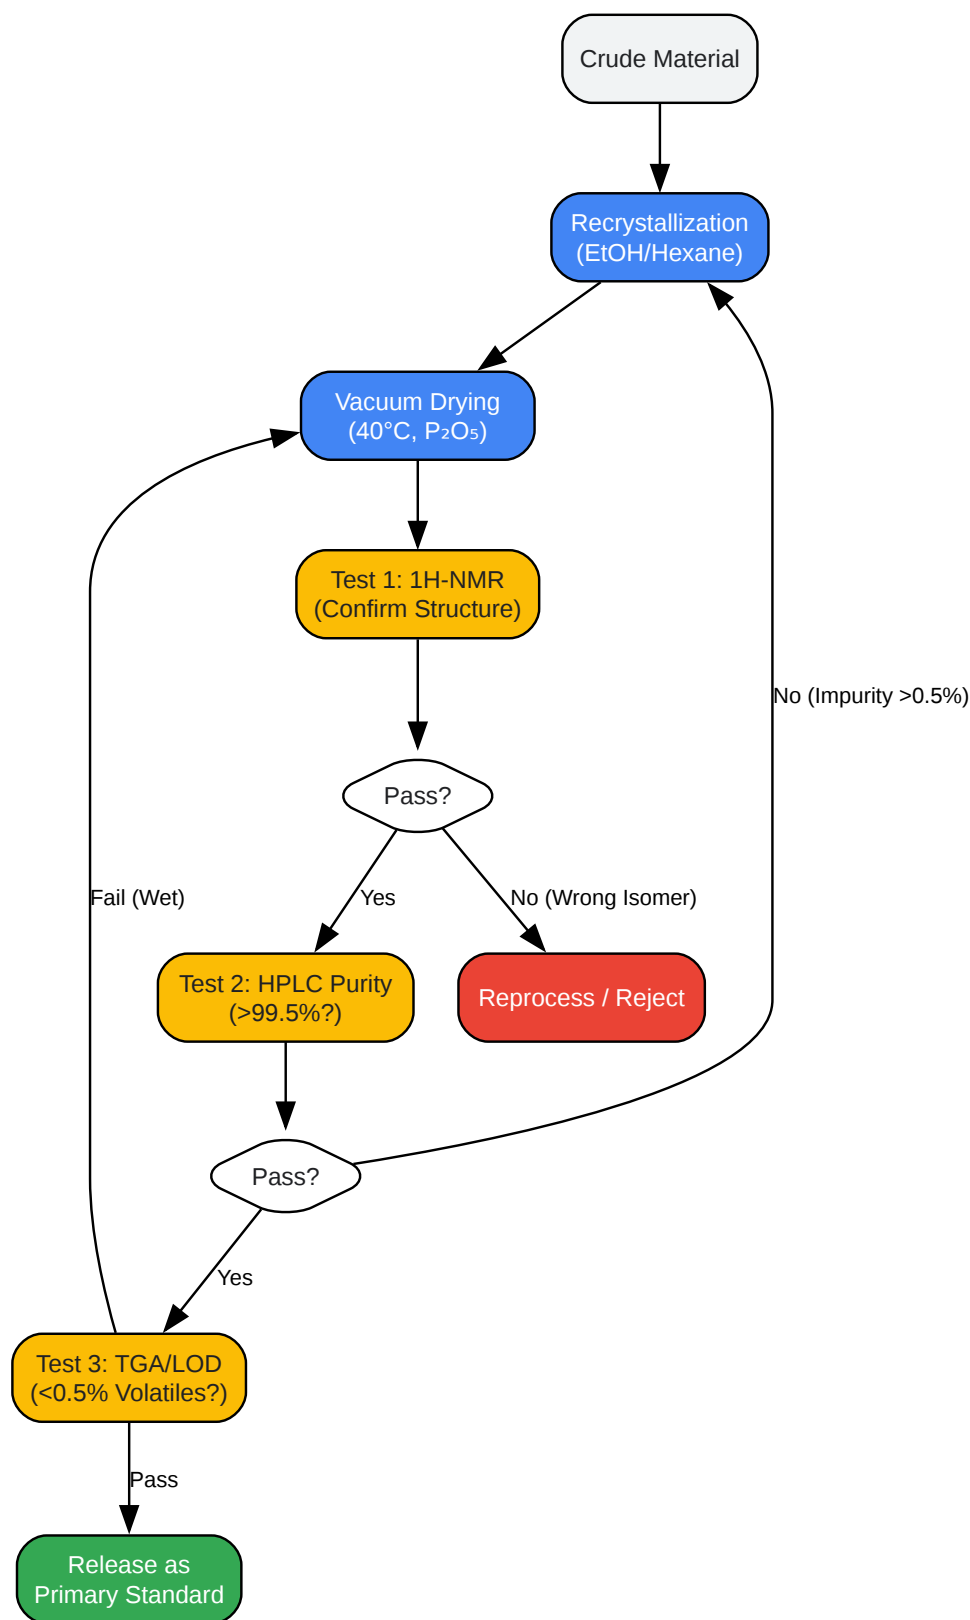 Crude Material
Recrystallization
(EtOH/Hexane)
Vacuum Drying
(40°C, P₂O₅)
Test 1: 1H-NMR
(Confirm Structure)
No (Impurity >0.5%)
Pass?
Fail (Wet)
Yes
No (Wrong Isomer)
Test 2: HPLC Purity
(>99.5%?)
Reprocess / Reject
Pass?
Yes
Test 3: TGA/LOD
(<0.5% Volatiles?)
Pass
Release as
Primary Standard